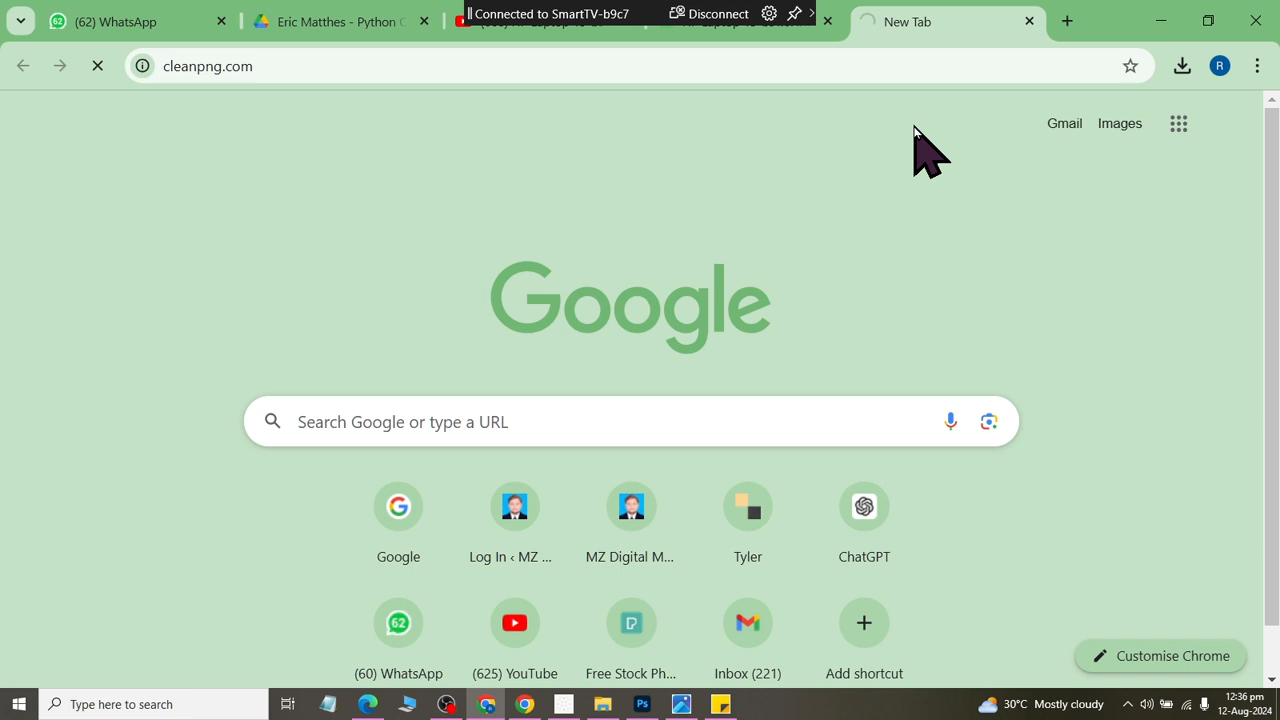 (62) WhatsApp
Eric Matthes - Python C
Connected to SmartTV-b9c7
Disconnect
New Tab
cleanpng.com
R
Gmail
Images
Google
Search Google or type a URL
Google
Log In ‹ MZ ...
MZ Digital M...
Tyler
ChatGPT
(60) WhatsApp
(625) YouTube
Free Stock Ph...
Inbox (221)
Add shortcut
Customise Chrome
Type here to search
30°C Mostly cloudy
12:36 pm
12-Aug-2024